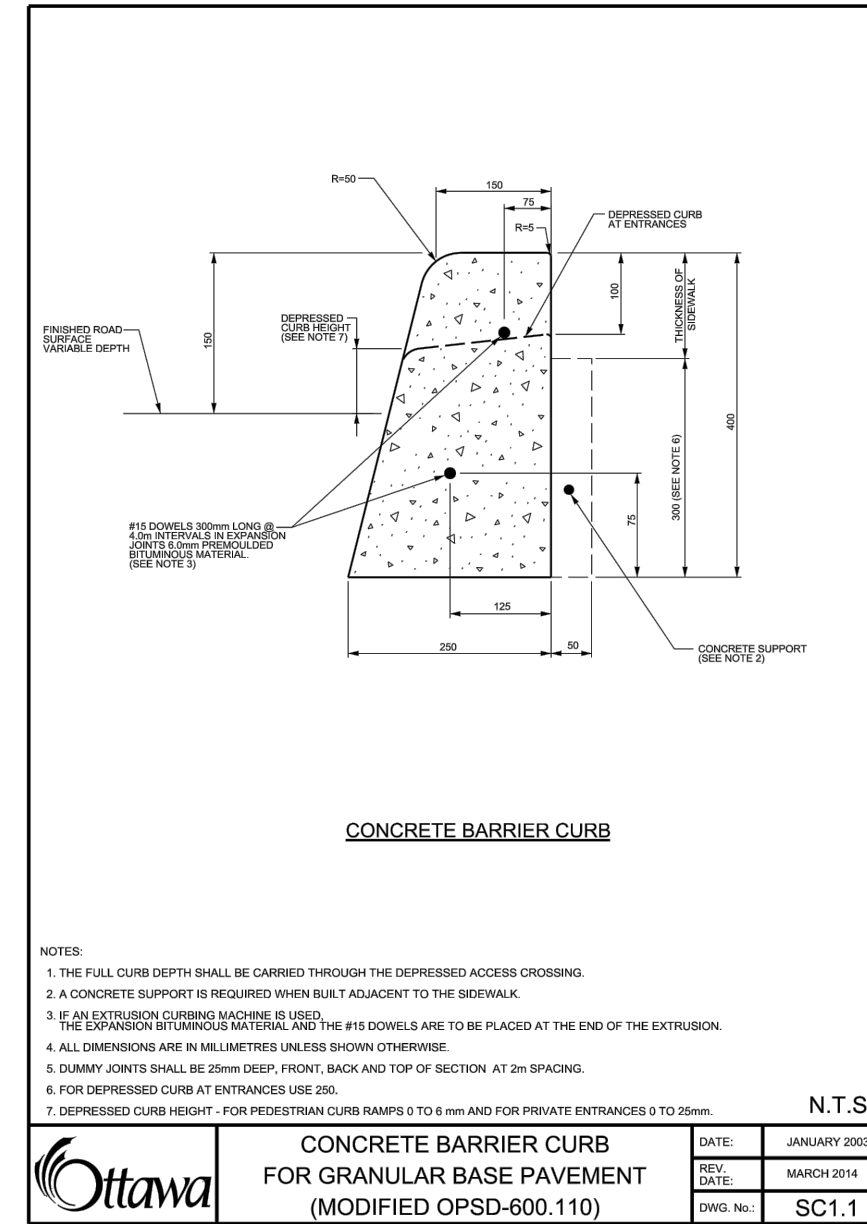 R=50
150
75
R=5
DEPRESSED CURB
AT ENTRANCES
FINISHED ROAD
SURFACE
VARIABLE DEPTH
150
DEPRESSED
CURB HEIGHT
(SEE NOTE 7)
100
THICKNESS OF
SIDEWALK
300 (SEE NOTE 6)
400
75
#15 DOWELS 300mm LONG @
4.0m INTERVALS IN EXPANSION
JOINTS 6.0mm PREMOULDED
BITUMINOUS MATERIAL.
(SEE NOTE 3)
125
250
50
CONCRETE SUPPORT
(SEE NOTE 2)
CONCRETE BARRIER CURB
NOTES:
1. THE FULL CURB DEPTH SHALL BE CARRIED THROUGH THE DEPRESSED ACCESS CROSSING.
2. A CONCRETE SUPPORT IS REQUIRED WHEN BUILT ADJACENT TO THE SIDEWALK.
3. IF AN EXTRUSION CURBING MACHINE IS USED,
THE EXPANSION BITUMINOUS MATERIAL AND THE #15 DOWELS ARE TO BE PLACED AT THE END OF THE EXTRUSION.
4. ALL DIMENSIONS ARE IN MILLIMETRES UNLESS SHOWN OTHERWISE.
5. DUMMY JOINTS SHALL BE 25mm DEEP, FRONT, BACK AND TOP OF SECTION AT 2m SPACING.
6. FOR DEPRESSED CURB AT ENTRANCES USE 250.
7. DEPRESSED CURB HEIGHT - FOR PEDESTRIAN CURB RAMPS 0 TO 6 mm AND FOR PRIVATE ENTRANCES 0 TO 25mm.
N.T.S
Ottawa
CONCRETE BARRIER CURB
FOR GRANULAR BASE PAVEMENT
(MODIFIED OPSD-600.110)
DATE: JANUARY 2003
REV. DATE: MARCH 2014
DWG. No.: SC1.1